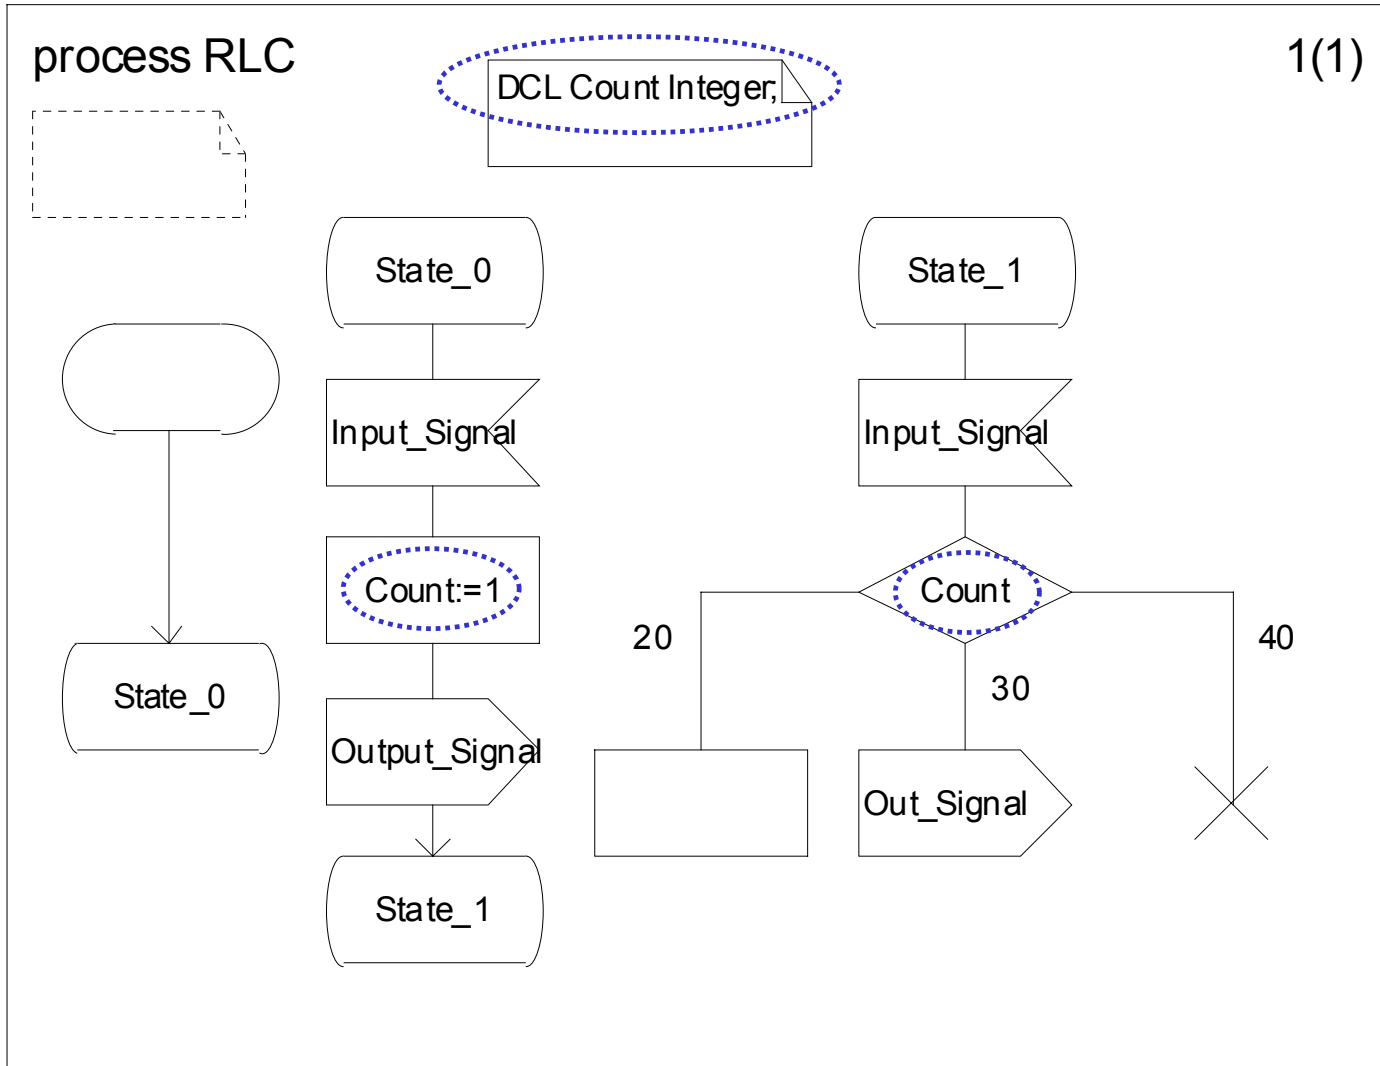 process RLC
DCL Count Integer;
1(1)
State_0
State_1
Input_Signal
Input_Signal
Count:=1
Count
20
30
40
State_0
Output_Signal
Out_Signal
State_1